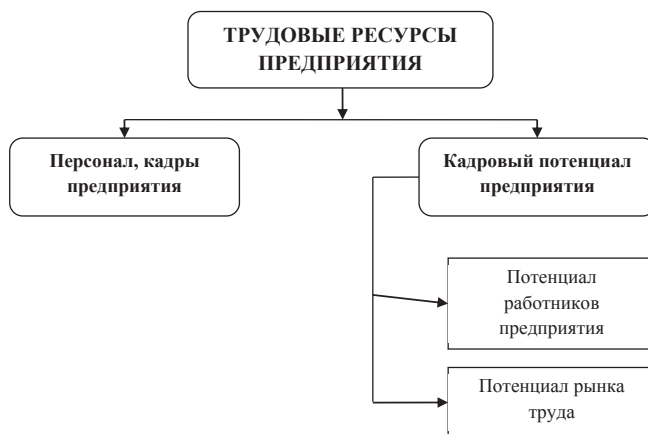 ТРУДОВЫЕ РЕСУРСЫ
ПРЕДПРИЯТИЯ
Персонал, кадры
предприятия
Кадровый потенциал
предприятия
Потенциал
работников
предприятия
Потенциал рынка
труда